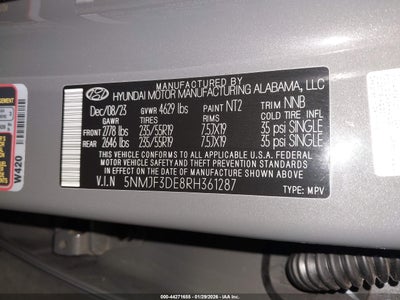 HYUNDAI MOTOR MANUFACTURING ALABAMA, LLC
Dec/08/23 GVWR 4629 lbs PAINT NT2 TRIM NNB
GAWR TIRES RIMS COLD TIRE INFL
FRONT 2778 lbs 235/55R19 7.5JX19 35 psi SINGLE
REAR 2646 lbs 235/55R19 7.5JX19 35 psi SINGLE
THIS VEHICLE CONFORMS TO ALL APPLICABLE U.S.
FEDERAL MOTOR VEHICLE SAFETY AND THEFT PREVENTION STANDARDS IN
EFFECT ON THE DATE OF MANUFACTURE SHOWN ABOVE.
V.I.N 5NMJF3DE8RH361287 TYPE: MPV
W420
000-44271655 - 01/29/2026 - IAA Holdings, LLC